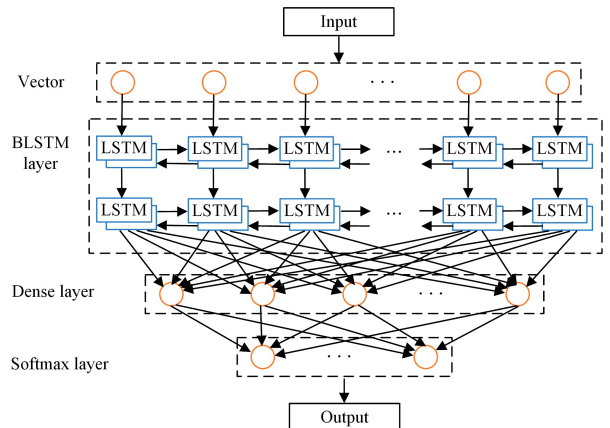 Input
Vector
. . .
BLSTM
layer
LSTM LSTM LSTM ... LSTM LSTM
...
LSTM LSTM LSTM ... LSTM LSTM
...
Dense layer
. . .
Softmax layer
. . .
Output